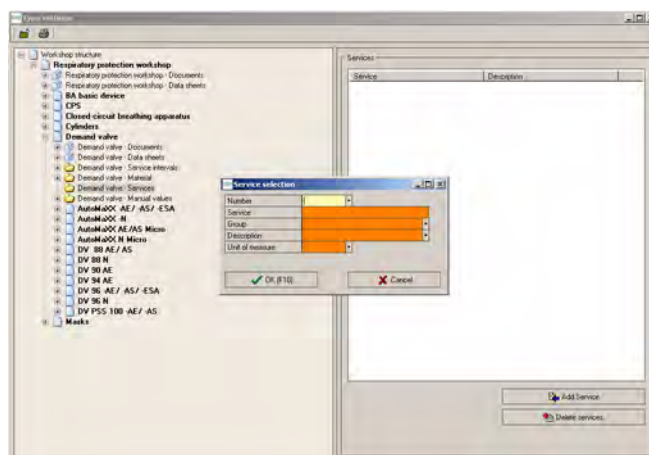 Workshop structure
Respiratory protection workshop
Respiratory protection workshop - Documents
Respiratory protection workshop - Data sheets
BA basic device
CPS
Closed-circuit breathing apparatus
Cylinders
Demand valve
Demand valve - Documents
Demand valve - Data sheets
Demand valve - Service intervals
Demand valve - Material
Demand valve - Services
Demand valve - Manual values
AutoMaXX -AE/ -AS/ -ESA
AutoMaXX -N
AutoMaXX AE/AS Micro
AutoMaXX N Micro
DV 88 AE/ AS
DV 88 N
DV 90 AE
DV 94 AE
DV 96 -AE/ -AS/ -ESA
DV 96 N
DV PSS 100 -AE/ -AS
Masks
Services
Service Description
Service selection
Number
Service
Group
Description
Unit of measure
OK (F10)
Cancel
Add Service
Delete services